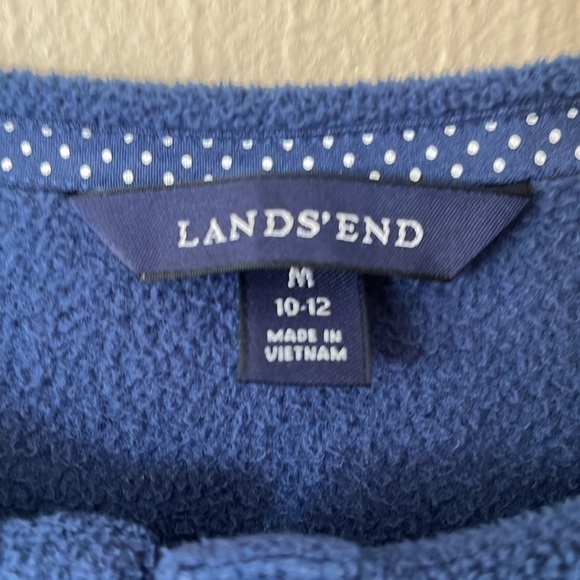 LANDS' END
M
10-12
MADE IN
VIETNAM